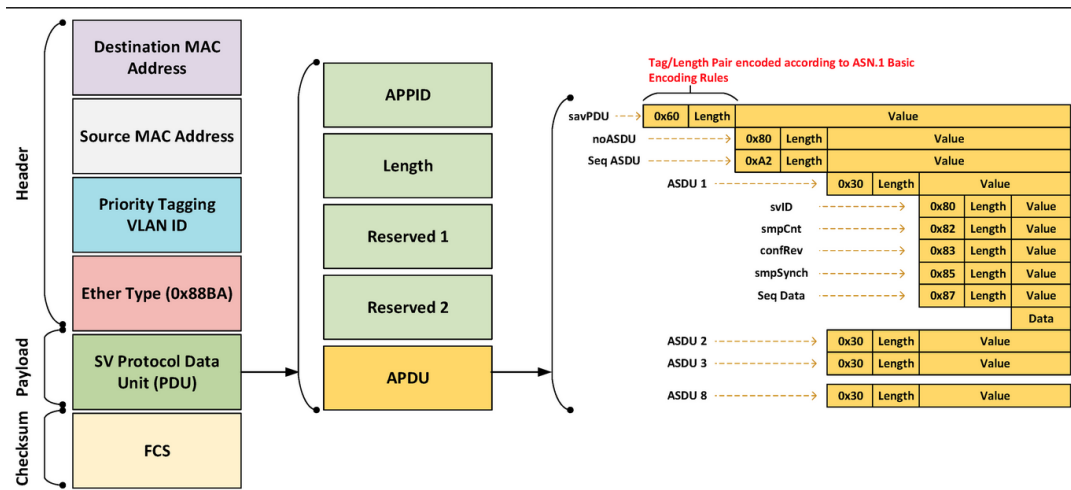 Header
Payload
Checksum
Destination MAC
Address
Source MAC Address
Priority Tagging
VLAN ID
Ether Type (0x88BA)
SV Protocol Data
Unit (PDU)
FCS
APPID
Length
Reserved 1
Reserved 2
APDU
Tag/Length Pair encoded according to ASN.1 Basic
Encoding Rules
savPDU 0x60 Length Value
noASDU 0x80 Length Value
Seq ASDU 0xA2 Length Value
ASDU 1 0x30 Length Value
svID 0x80 Length Value
smpCnt 0x82 Length Value
confRev 0x83 Length Value
smpSynch 0x85 Length Value
Seq Data 0x87 Length Value
Data
ASDU 2 0x30 Length Value
ASDU 3 0x30 Length Value
ASDU 8 0x30 Length Value